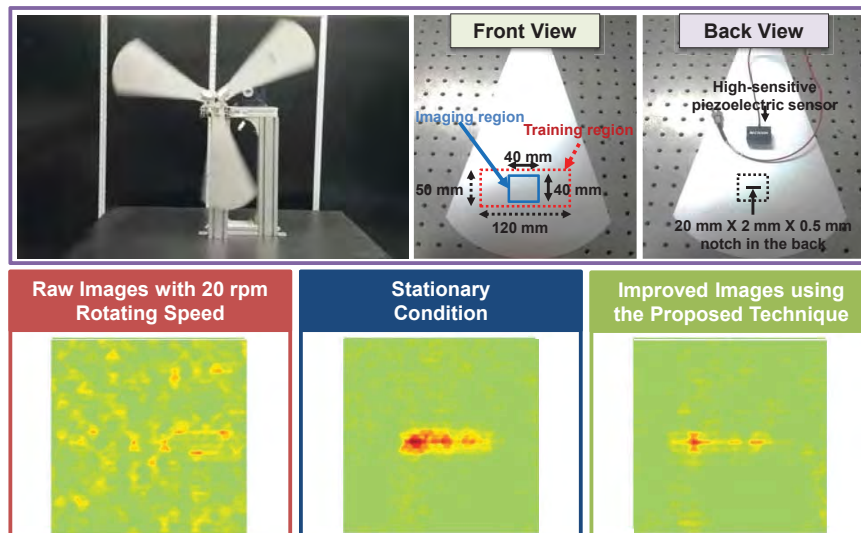 Front View
Back View
High-sensitive
piezoelectric sensor
Imaging region
Training region
40 mm
50 mm
40 mm
120 mm
20 mm X 2 mm X 0.5 mm
notch in the back
Raw Images with 20 rpm
Rotating Speed
Stationary
Condition
Improved Images using
the Proposed Technique